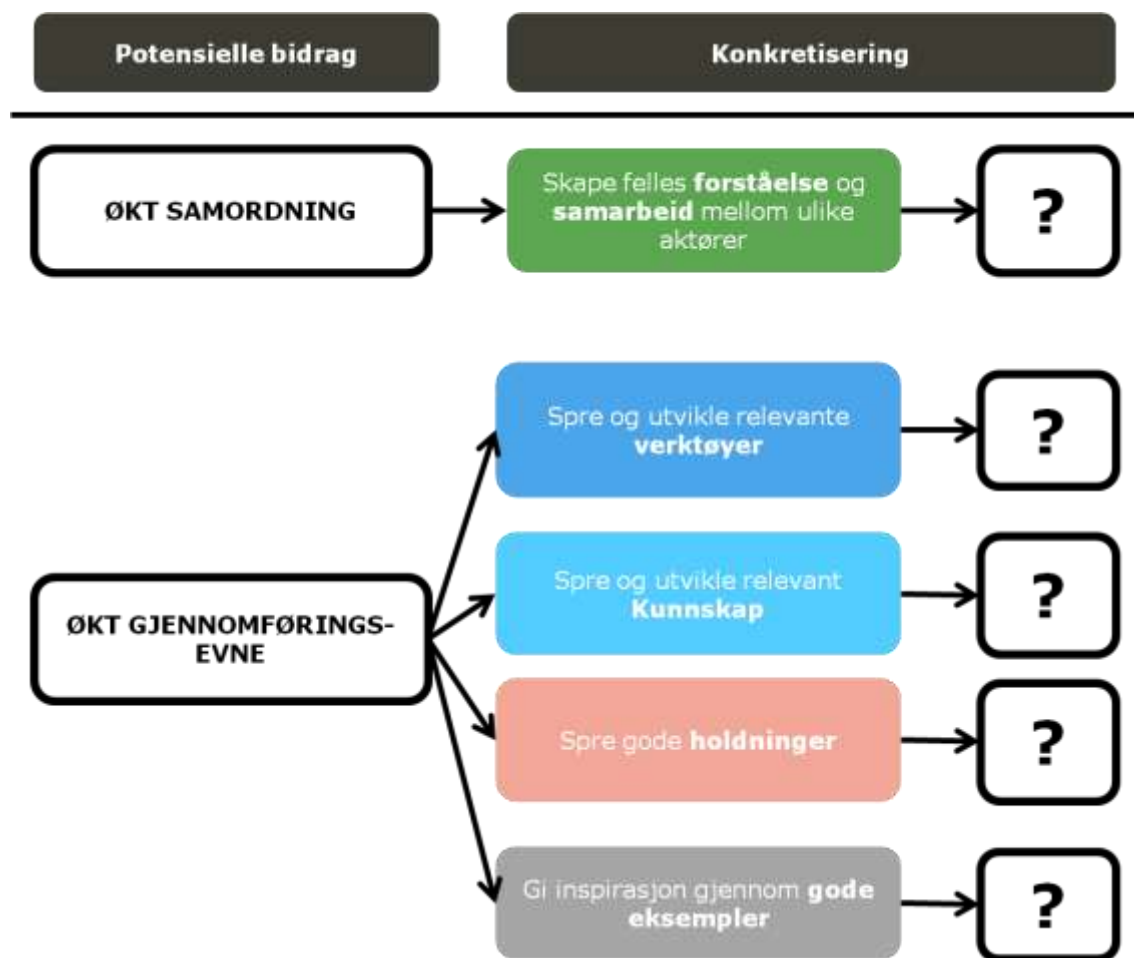 Potensielle bidrag
Konkretisering
ØKT SAMORDNING
Skape felles forståelse og
samarbeid mellom ulike
aktører
?
Spre og utvikle relevante
verktøyer
?
ØKT GJENNOMFØRINGS-
EVNE
Spre og utvikle relevant
Kunnskap
?
Spre gode holdninger
?
Gi inspirasjon gjennom gode
eksempler
?